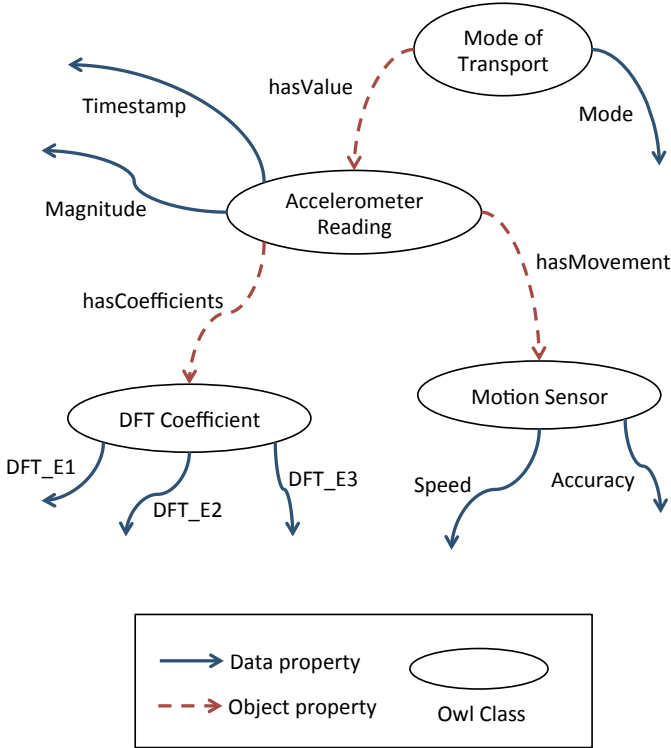 Mode of
Transport
hasValue
Timestamp
Mode
Magnitude
Accelerometer
Reading
hasMovement
hasCoefficients
DFT Coefficient
Motion Sensor
DFT_E1
DFT_E2
DFT_E3
Speed
Accuracy
Data property
Object property
Owl Class